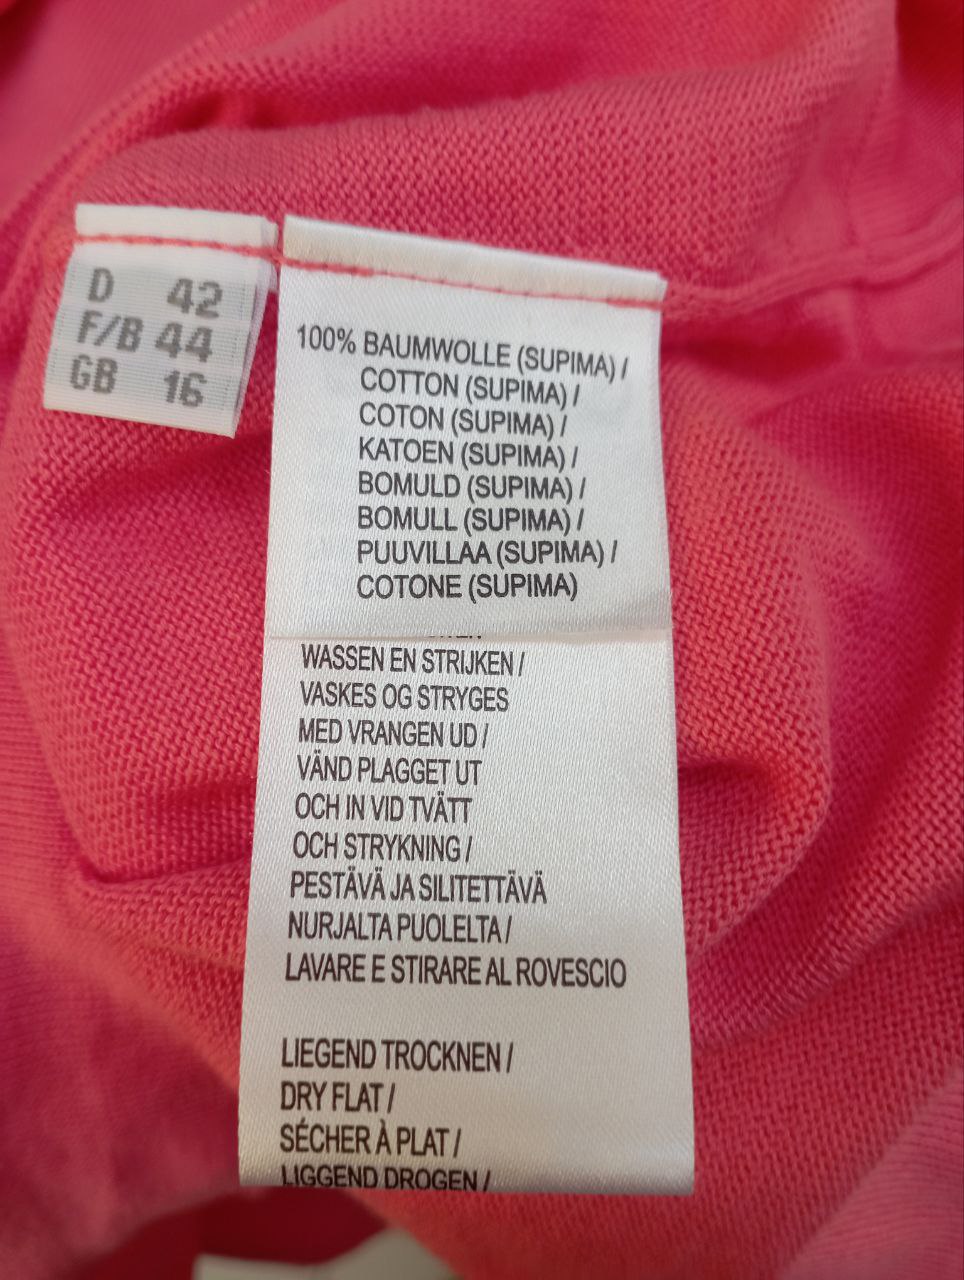 D 42
F/B 44
GB 16
100% BAUMWOLLE (SUPIMA) /
COTTON (SUPIMA) /
COTON (SUPIMA) /
KATOEN (SUPIMA) /
BOMULD (SUPIMA) /
BOMULL (SUPIMA) /
PUUVILLAA (SUPIMA) /
COTONE (SUPIMA)
WASSEN EN STRIJKEN /
VASKES OG STRYGES
MED VRANGEN UD /
VÄND PLAGGET UT
OCH IN VID TVÄTT
OCH STRYKNING /
PESTÄVÄ JA SILITETTÄVÄ
NURJALTA PUOLELTA /
LAVARE E STIRARE AL ROVESCIO
LIEGEND TROCKNEN /
DRY FLAT /
SÉCHER À PLAT /
LIGGEND DROGEN /